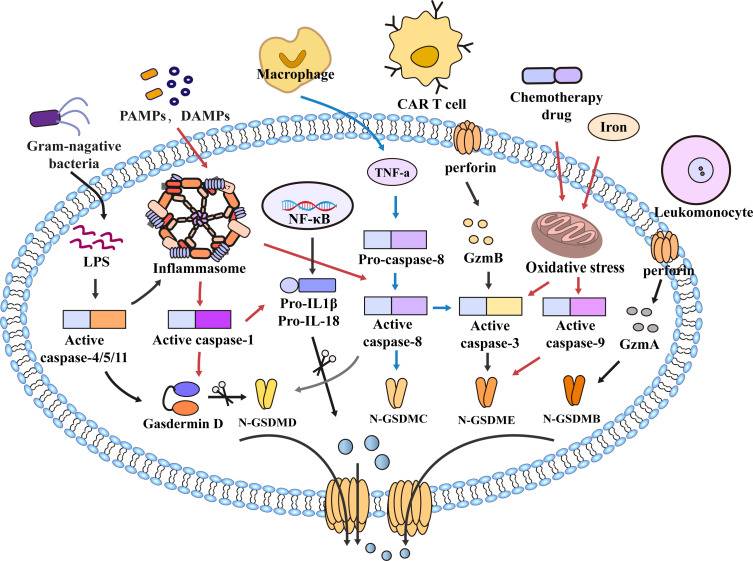 Macrophage
CAR T cell
PAMPs、DAMPs
Chemotherapy
drug
Iron
Gram-nagative
bacteria
perforin
TNF-a
NF-κB
Leukomonocyte
LPS
Inflammasome
Pro-caspase-8
GzmB
Oxidative stress
perforin
Pro-IL1β
Pro-IL-18
Active
caspase-4/5/11
Active caspase-1
Active
caspase-8
Active
caspase-3
Active
caspase-9
GzmA
Gasdermin D
N-GSDMD
N-GSDMC
N-GSDME
N-GSDMB